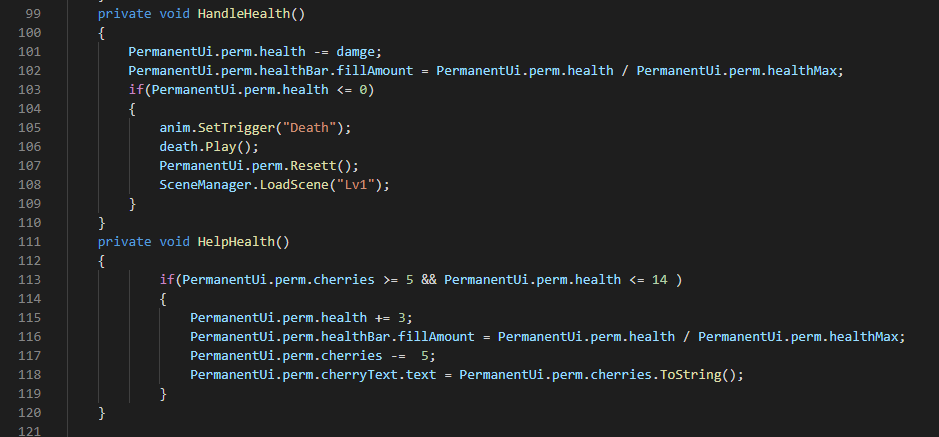 99 private void HandleHealth()
100 {
101 PermanentUi.perm.health -= damge;
102 PermanentUi.perm.healthBar.fillAmount = PermanentUi.perm.health / PermanentUi.perm.healthMax;
103 if(PermanentUi.perm.health <= 0)
104 {
105 anim.SetTrigger("Death");
106 death.Play();
107 PermanentUi.perm.Resett();
108 SceneManager.LoadScene("Lv1");
109 }
110 }
111 private void HelpHealth()
112 {
113 if(PermanentUi.perm.cherries >= 5 && PermanentUi.perm.health <= 14 )
114 {
115 PermanentUi.perm.health += 3;
116 PermanentUi.perm.healthBar.fillAmount = PermanentUi.perm.health / PermanentUi.perm.healthMax;
117 PermanentUi.perm.cherries -=  5;
118 PermanentUi.perm.cherryText.text = PermanentUi.perm.cherries.ToString();
119 }
120 }
121